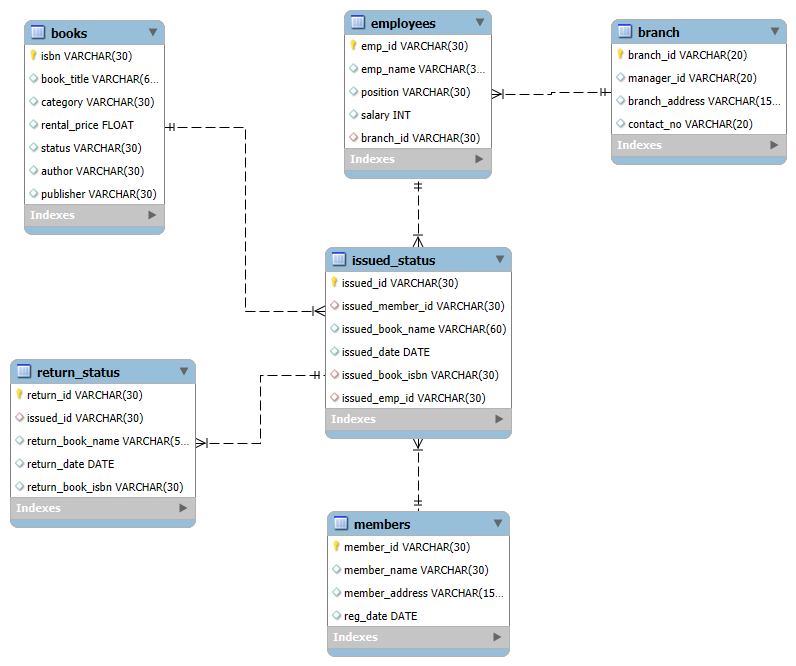 books
isbn VARCHAR(30)
book_title VARCHAR(6...
category VARCHAR(30)
rental_price FLOAT
status VARCHAR(30)
author VARCHAR(30)
publisher VARCHAR(30)
Indexes
employees
emp_id VARCHAR(30)
emp_name VARCHAR(3...
position VARCHAR(30)
salary INT
branch_id VARCHAR(30)
Indexes
branch
branch_id VARCHAR(20)
manager_id VARCHAR(20)
branch_address VARCHAR(15...
contact_no VARCHAR(20)
Indexes
issued_status
issued_id VARCHAR(30)
issued_member_id VARCHAR(30)
issued_book_name VARCHAR(60)
issued_date DATE
issued_book_isbn VARCHAR(30)
issued_emp_id VARCHAR(30)
Indexes
return_status
return_id VARCHAR(30)
issued_id VARCHAR(30)
return_book_name VARCHAR(5...
return_date DATE
return_book_isbn VARCHAR(30)
Indexes
members
member_id VARCHAR(30)
member_name VARCHAR(30)
member_address VARCHAR(15...
reg_date DATE
Indexes